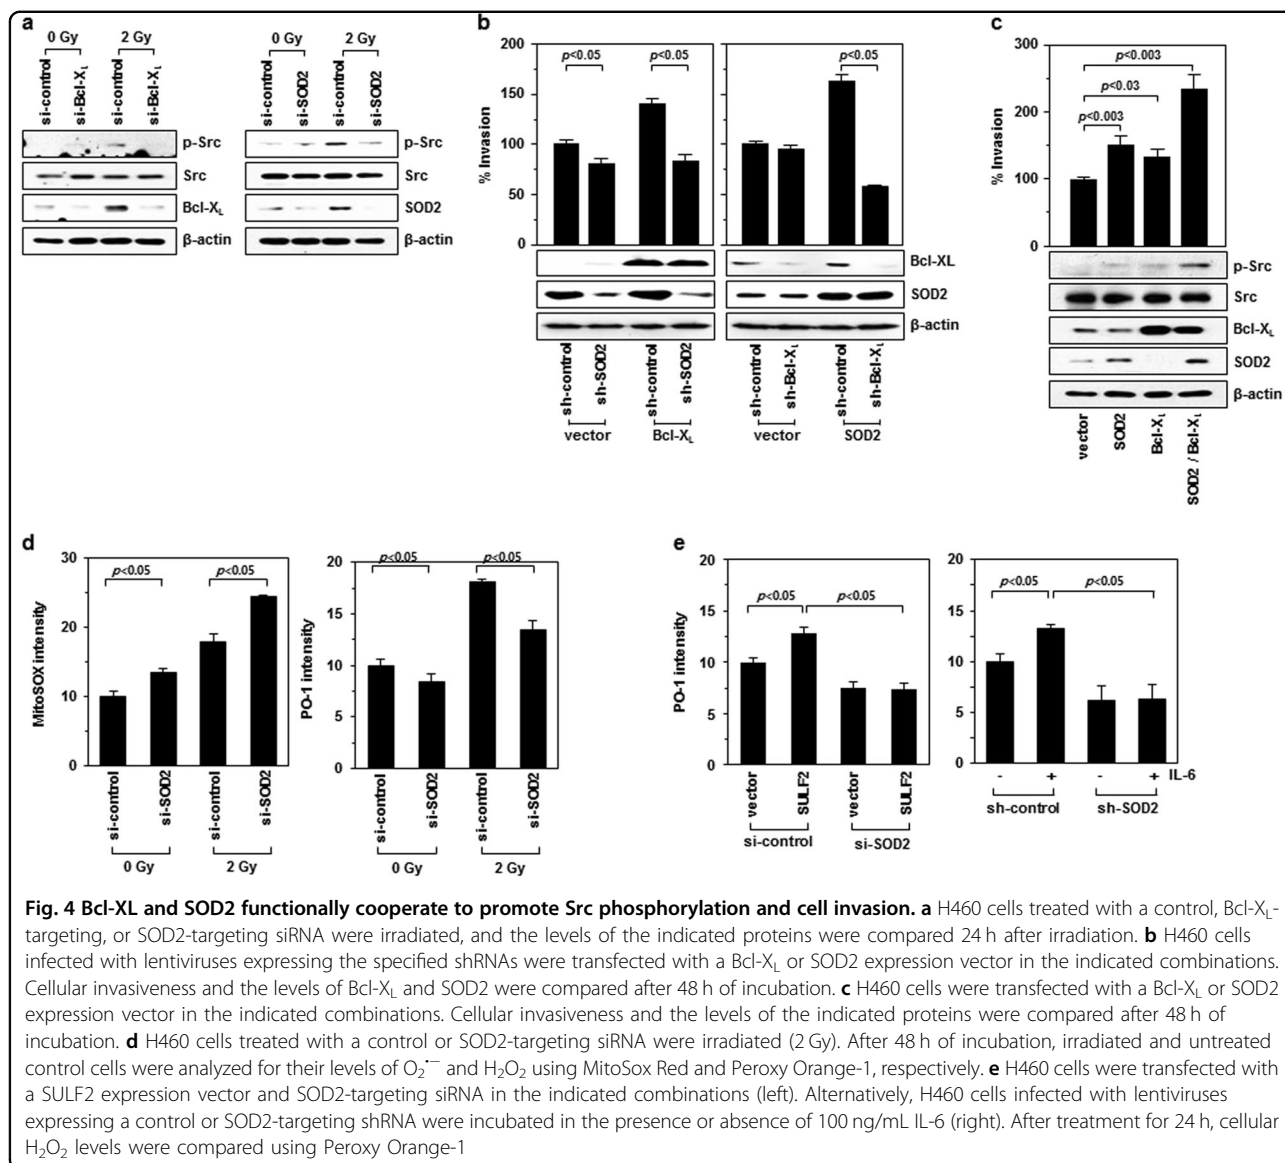 a
0 Gy 2 Gy
si-control
si-Bcl-XL
si-control
si-Bcl-XL
p-Src
Src
Bcl-XL
β-actin
0 Gy 2 Gy
si-control
si-SOD2
si-control
si-SOD2
p-Src
Src
SOD2
β-actin
b
% Invasion
200
150
100
50
0
p<0.05 p<0.05 p<0.05
Bcl-XL
SOD2
β-actin
sh-control
sh-SOD2
sh-control
sh-SOD2
vector Bcl-XL
sh-control
sh-Bcl-XL
sh-control
sh-Bcl-XL
vector SOD2
c
% Invasion
300
250
200
150
100
50
0
p<0.003
p<0.03
p<0.003
p-Src
Src
Bcl-XL
SOD2
β-actin
vector
SOD2
Bcl-XL
SOD2 / Bcl-XL
d
MitoSOX intensity
30
20
10
0
p<0.05 p<0.05
si-control
si-SOD2
si-control
si-SOD2
0 Gy 2 Gy
PO-1 intensity
20
15
10
5
0
p<0.05 p<0.05
si-control
si-SOD2
si-control
si-SOD2
0 Gy 2 Gy
e
PO-1 intensity
20
15
10
5
0
p<0.05 p<0.05
vector
SULF2
vector
SULF2
si-control si-SOD2
20
15
10
5
0
p<0.05 p<0.05
- + - + IL-6
sh-control sh-SOD2
Fig. 4 Bcl-XL and SOD2 functionally cooperate to promote Src phosphorylation and cell invasion. a H460 cells treated with a control, Bcl-XL-
targeting, or SOD2-targeting siRNA were irradiated, and the levels of the indicated proteins were compared 24 h after irradiation. b H460 cells
infected with lentiviruses expressing the specified shRNAs were transfected with a Bcl-XL or SOD2 expression vector in the indicated combinations.
Cellular invasiveness and the levels of Bcl-XL and SOD2 were compared after 48 h of incubation. c H460 cells were transfected with a Bcl-XL or SOD2
expression vector in the indicated combinations. Cellular invasiveness and the levels of the indicated proteins were compared after 48 h of
incubation. d H460 cells treated with a control or SOD2-targeting siRNA were irradiated (2 Gy). After 48 h of incubation, irradiated and untreated
control cells were analyzed for their levels of O2•− and H2O2 using MitoSox Red and Peroxy Orange-1, respectively. e H460 cells were transfected with
a SULF2 expression vector and SOD2-targeting siRNA in the indicated combinations (left). Alternatively, H460 cells infected with lentiviruses
expressing a control or SOD2-targeting shRNA were incubated in the presence or absence of 100 ng/mL IL-6 (right). After treatment for 24 h, cellular
H2O2 levels were compared using Peroxy Orange-1